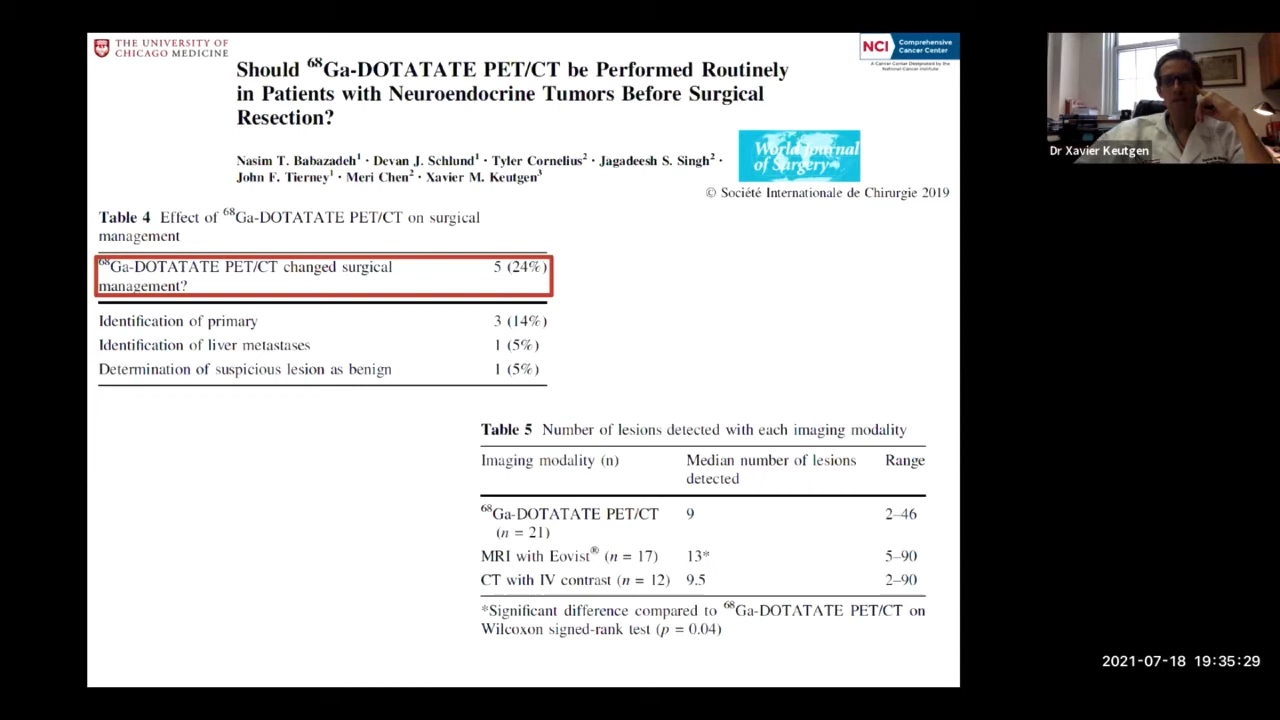 THE UNIVERSITY OF
CHICAGO MEDICINE
NCI
Comprehensive
Cancer Center
A Cancer Center Designated by the
National Cancer Institute
Should ⁶⁸Ga-DOTATATE PET/CT be Performed Routinely
in Patients with Neuroendocrine Tumors Before Surgical
Resection?
Nasim T. Babazadeh¹ · Devan J. Schlund¹ · Tyler Cornelius² · Jagadeesh S. Singh² ·
John F. Tierney¹ · Meri Chen² · Xavier M. Keutgen³
World Journal
of Surgery
© Société Internationale de Chirurgie 2019
Table 4 Effect of ⁶⁸Ga-DOTATATE PET/CT on surgical
management
⁶⁸Ga-DOTATATE PET/CT changed surgical 5 (24%)
management?
Identification of primary 3 (14%)
Identification of liver metastases 1 (5%)
Determination of suspicious lesion as benign 1 (5%)
Table 5 Number of lesions detected with each imaging modality
Imaging modality (n) Median number of lesions Range
detected
⁶⁸Ga-DOTATATE PET/CT 9 2–46
(n = 21)
MRI with Eovist® (n = 17) 13* 5–90
CT with IV contrast (n = 12) 9.5 2–90
*Significant difference compared to ⁶⁸Ga-DOTATATE PET/CT on
Wilcoxon signed-rank test (p = 0.04)
Dr Xavier Keutgen
2021-07-18 19:35:29